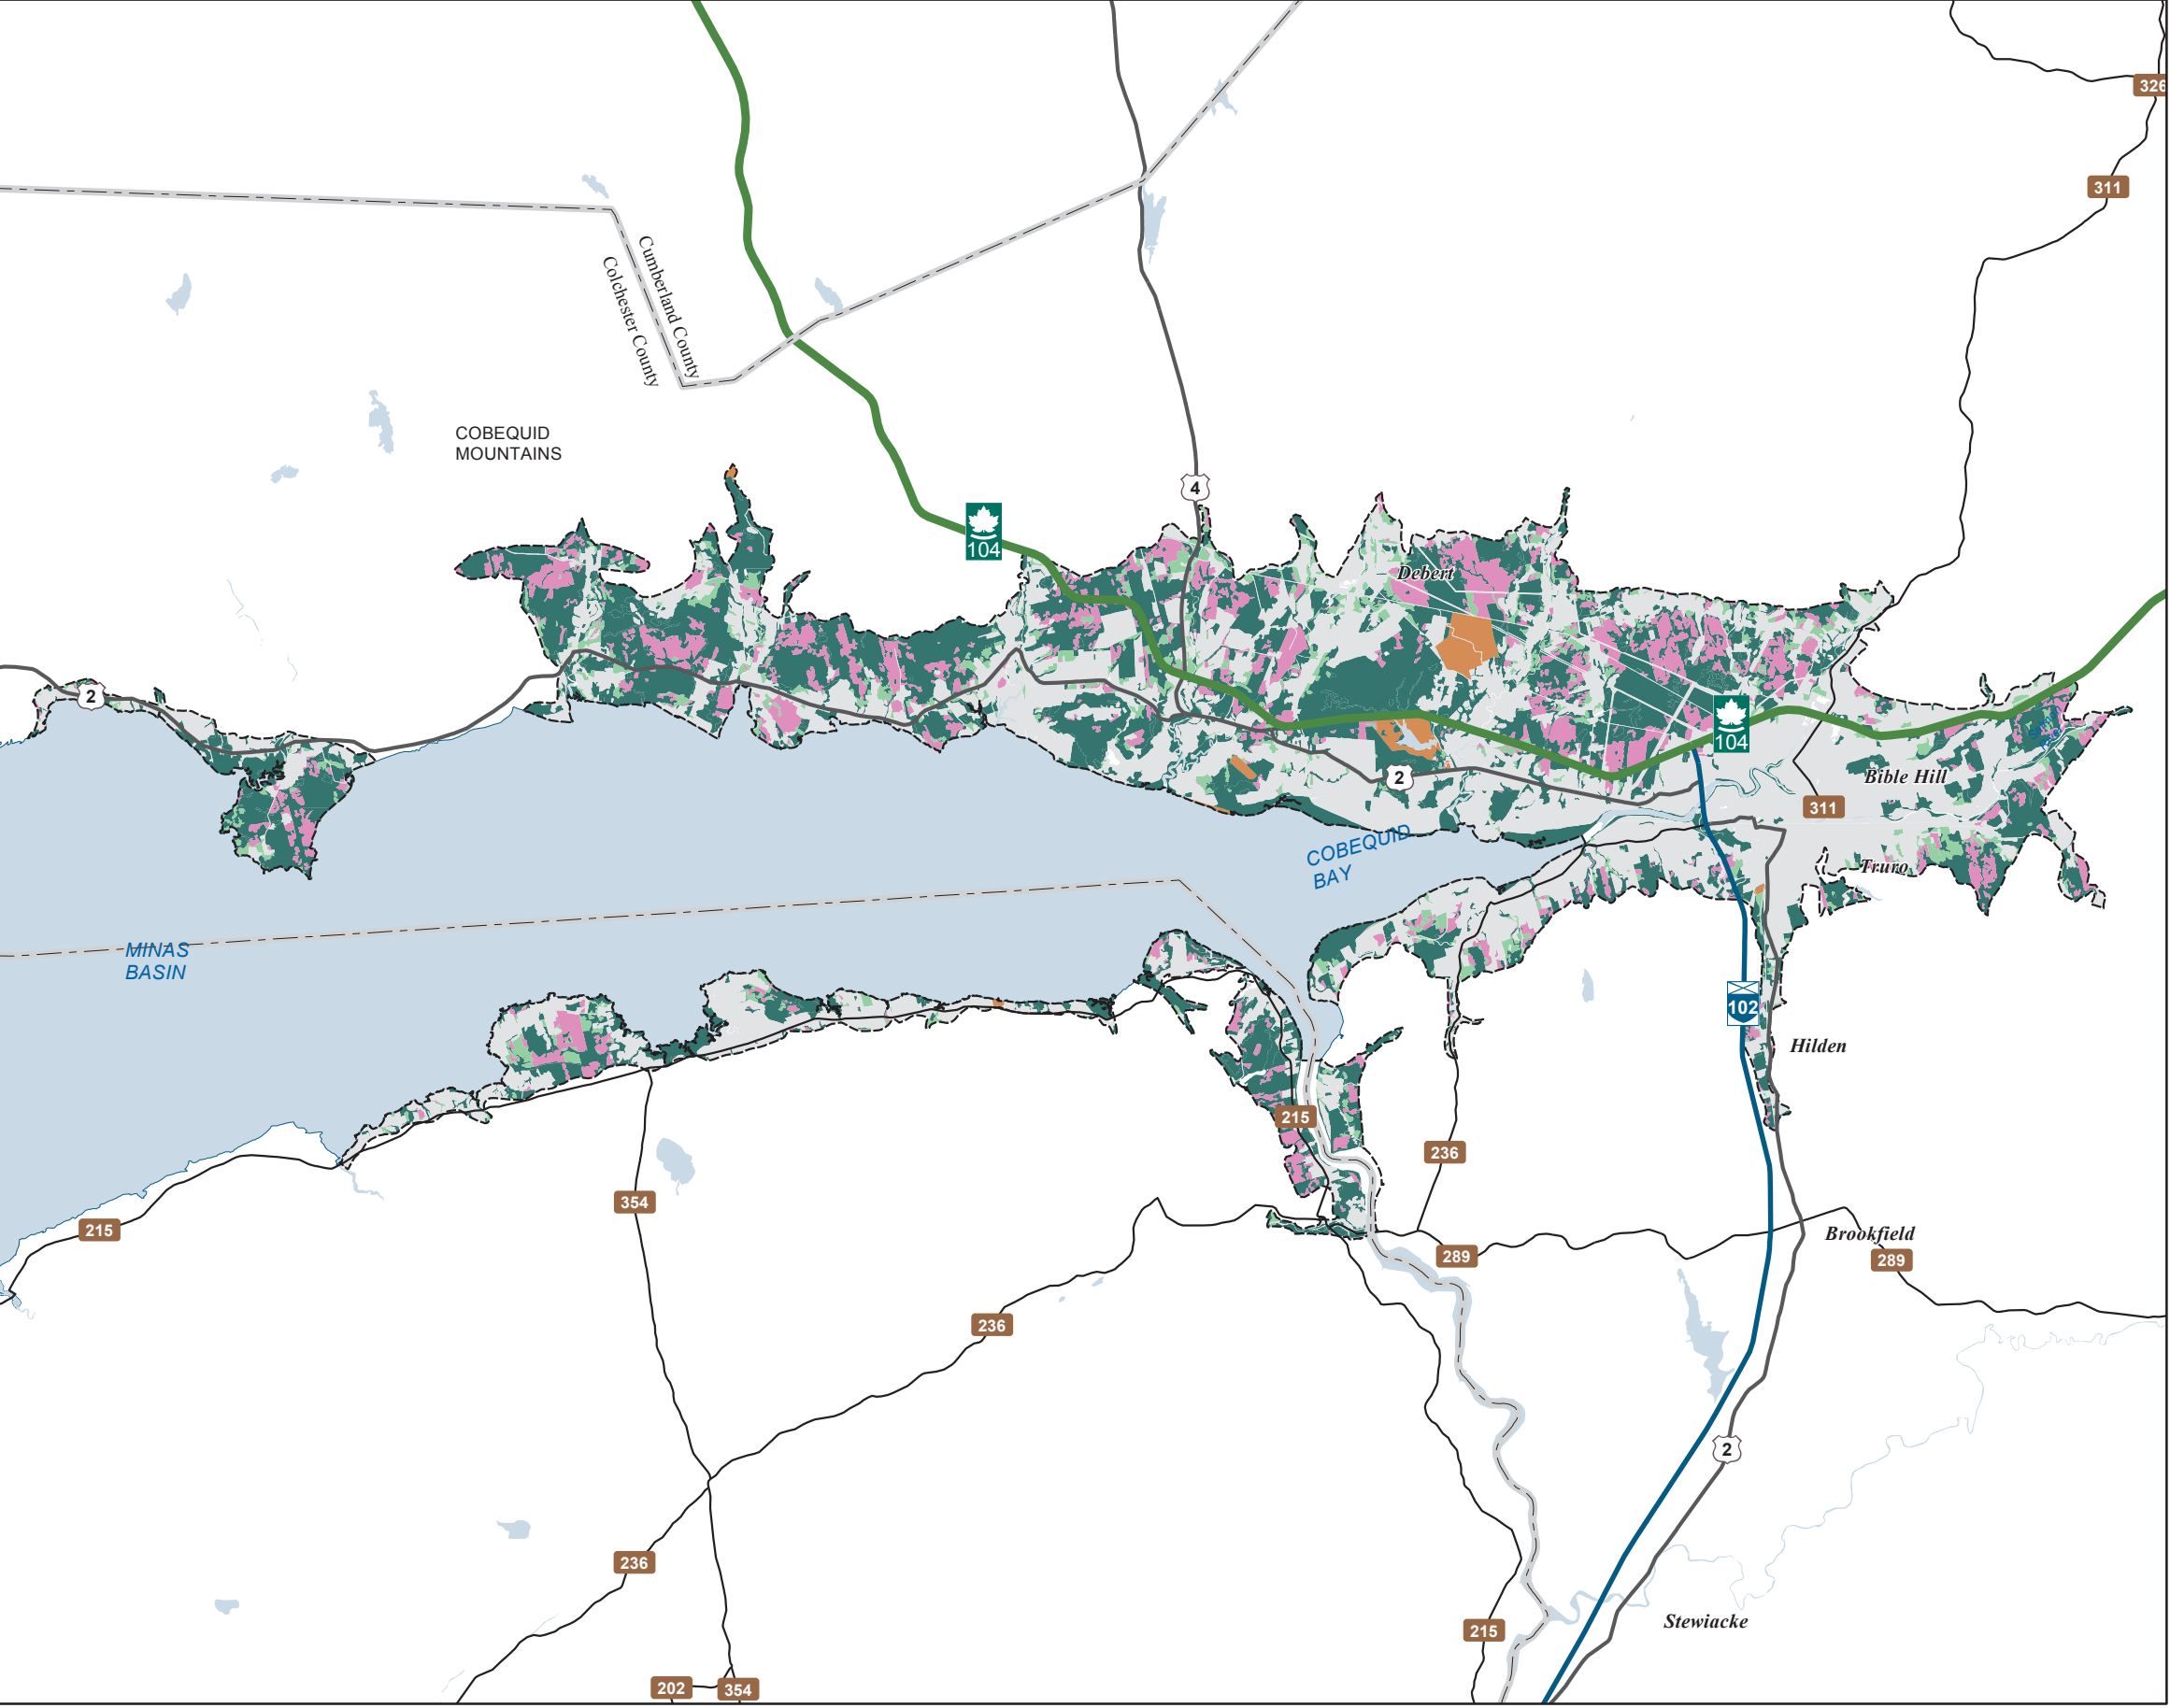 326
311
Cumberland County
Colchester County
COBEQUID
MOUNTAINS
4
104
Debert
2
104
2
Bible Hill
311
COBEQUID
BAY
Truro
MINAS
BASIN
102
Hilden
215
236
354
215
Brookfield
289
289
236
2
236
Stewiacke
215
202
354